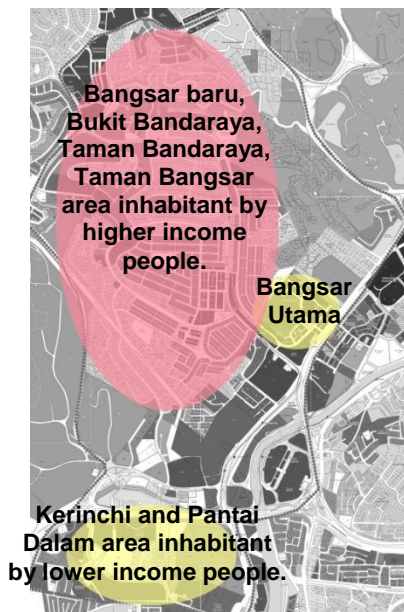 Bangsar baru,
Bukit Bandaraya,
Taman Bandaraya,
Taman Bangsar
area inhabitant by
higher income
people.
Bangsar
Utama
Kerinchi and Pantai
Dalam area inhabitant
by lower income people.